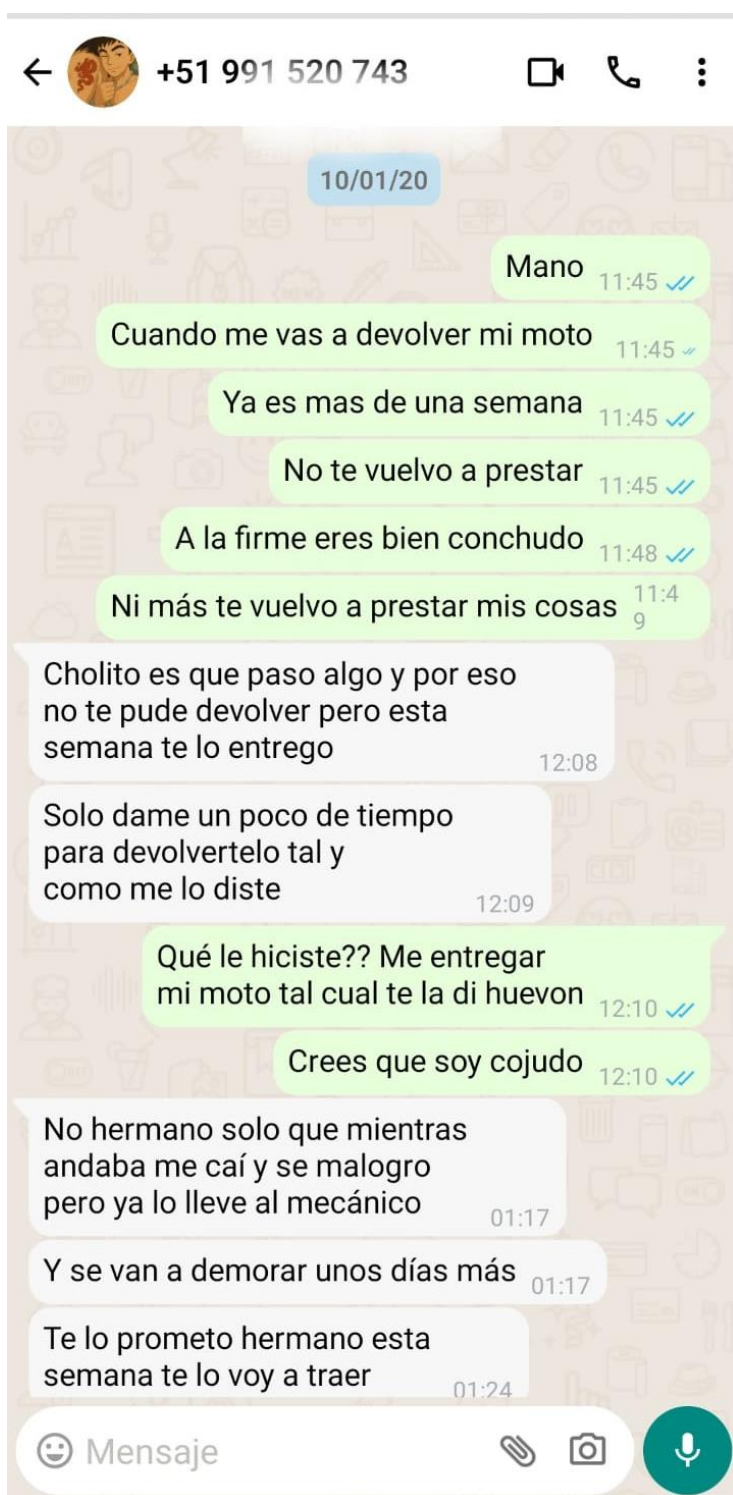 +51 991 520 743
10/01/20
Mano 11:45
Cuando me vas a devolver mi moto 11:45
Ya es mas de una semana 11:45
No te vuelvo a prestar 11:45
A la firme eres bien conchudo 11:48
Ni más te vuelvo a prestar mis cosas 11:4
9
Cholito es que paso algo y por eso
no te pude devolver pero esta
semana te lo entrego
12:08
Solo dame un poco de tiempo
para devolvertelo tal y
como me lo diste
12:09
Qué le hiciste?? Me entregar
mi moto tal cual te la di huevon 12:10
Crees que soy cojudo 12:10
No hermano solo que mientras
andaba me caí y se malogro
pero ya lo lleve al mecánico
01:17
Y se van a demorar unos días más 01:17
Te lo prometo hermano esta
semana te lo voy a traer
01:24
Mensaje